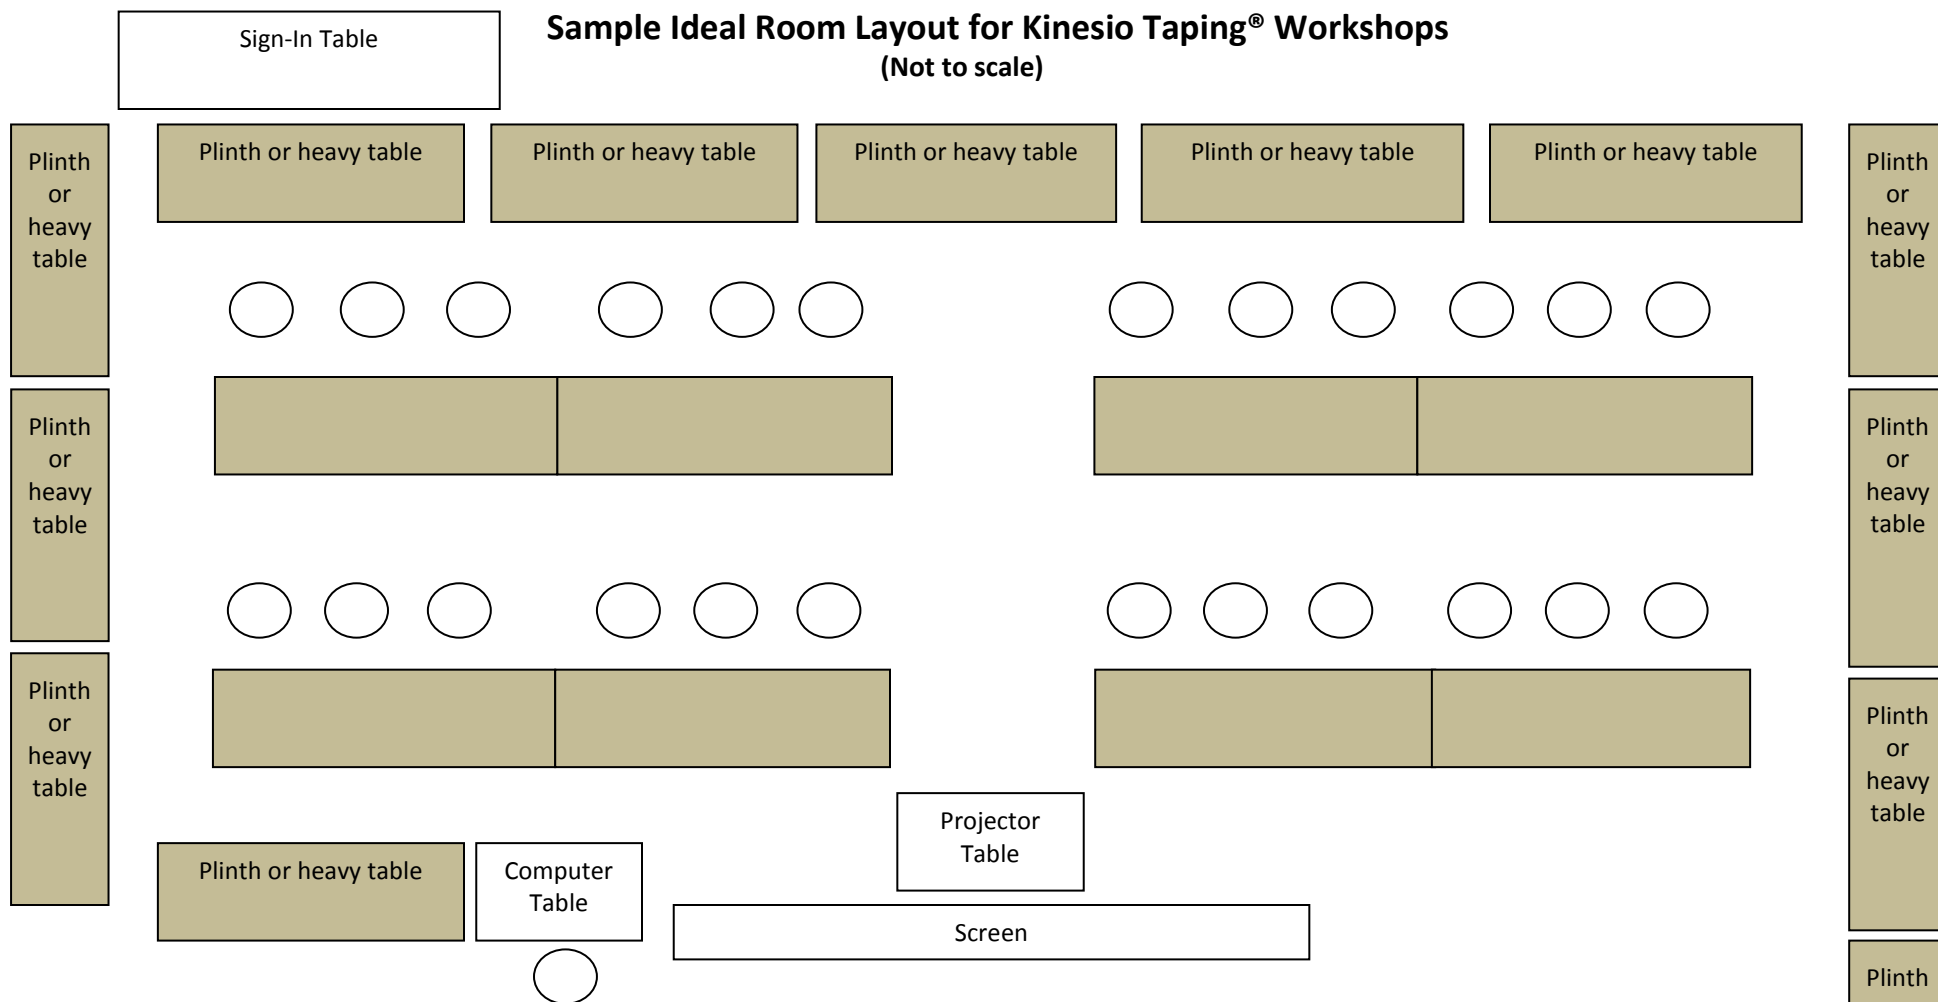 Sign-In Table
Sample Ideal Room Layout for Kinesio Taping® Workshops
(Not to scale)
Plinth
or
heavy
table
Plinth or heavy table
Plinth or heavy table
Plinth or heavy table
Plinth or heavy table
Plinth or heavy table
Plinth
or
heavy
table
Plinth
or
heavy
table
Plinth
or
heavy
table
Plinth
or
heavy
table
Plinth
or
heavy
table
Projector
Table
Plinth or heavy table
Computer
Table
Screen
Plinth